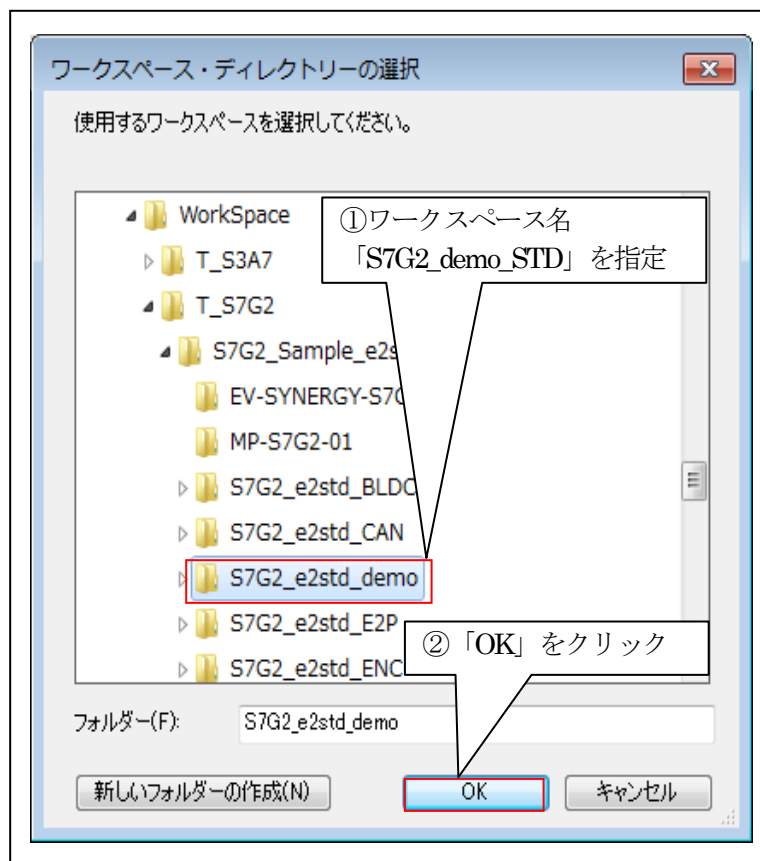 ワークスペース・ディレクトリーの選択
使用するワークスペースを選択してください。
WorkSpace
①ワークスペース名
「S7G2_demo_STD」を指定
T_S3A7
T_S7G2
S7G2_Sample_e2s
EV-SYNERGY-S7G
MP-S7G2-01
S7G2_e2std_BLDC
S7G2_e2std_CAN
S7G2_e2std_demo
S7G2_e2std_E2P
②「OK」をクリック
S7G2_e2std_ENC
フォルダー(F):
S7G2_e2std_demo
新しいフォルダーの作成(N)
OK
キャンセル